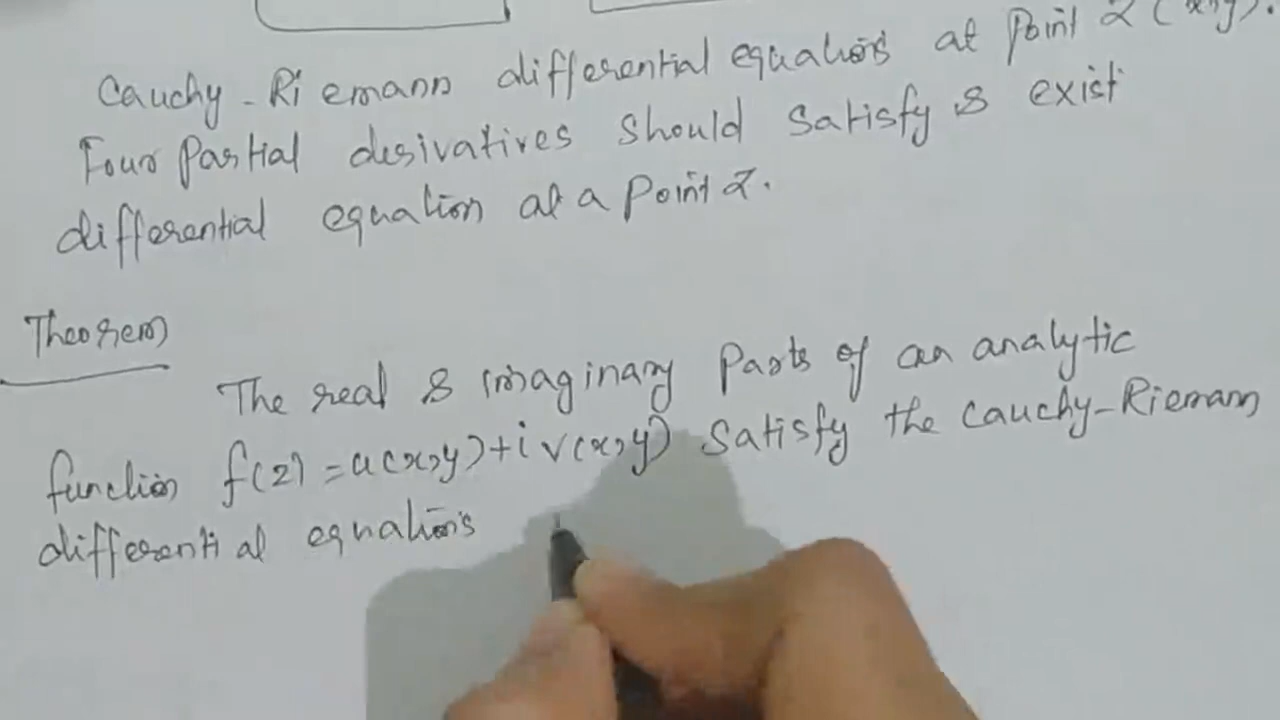 Cauchy-Riemann differential equations at Point z (x,y).
Four Partial derivatives should satisfy & exist
differential equation at a Point z.
Theorem
The real & imaginary Parts of an analytic
function f(z) = u(x,y)+iv(x,y) satisfy the Cauchy-Riemann
differential equations